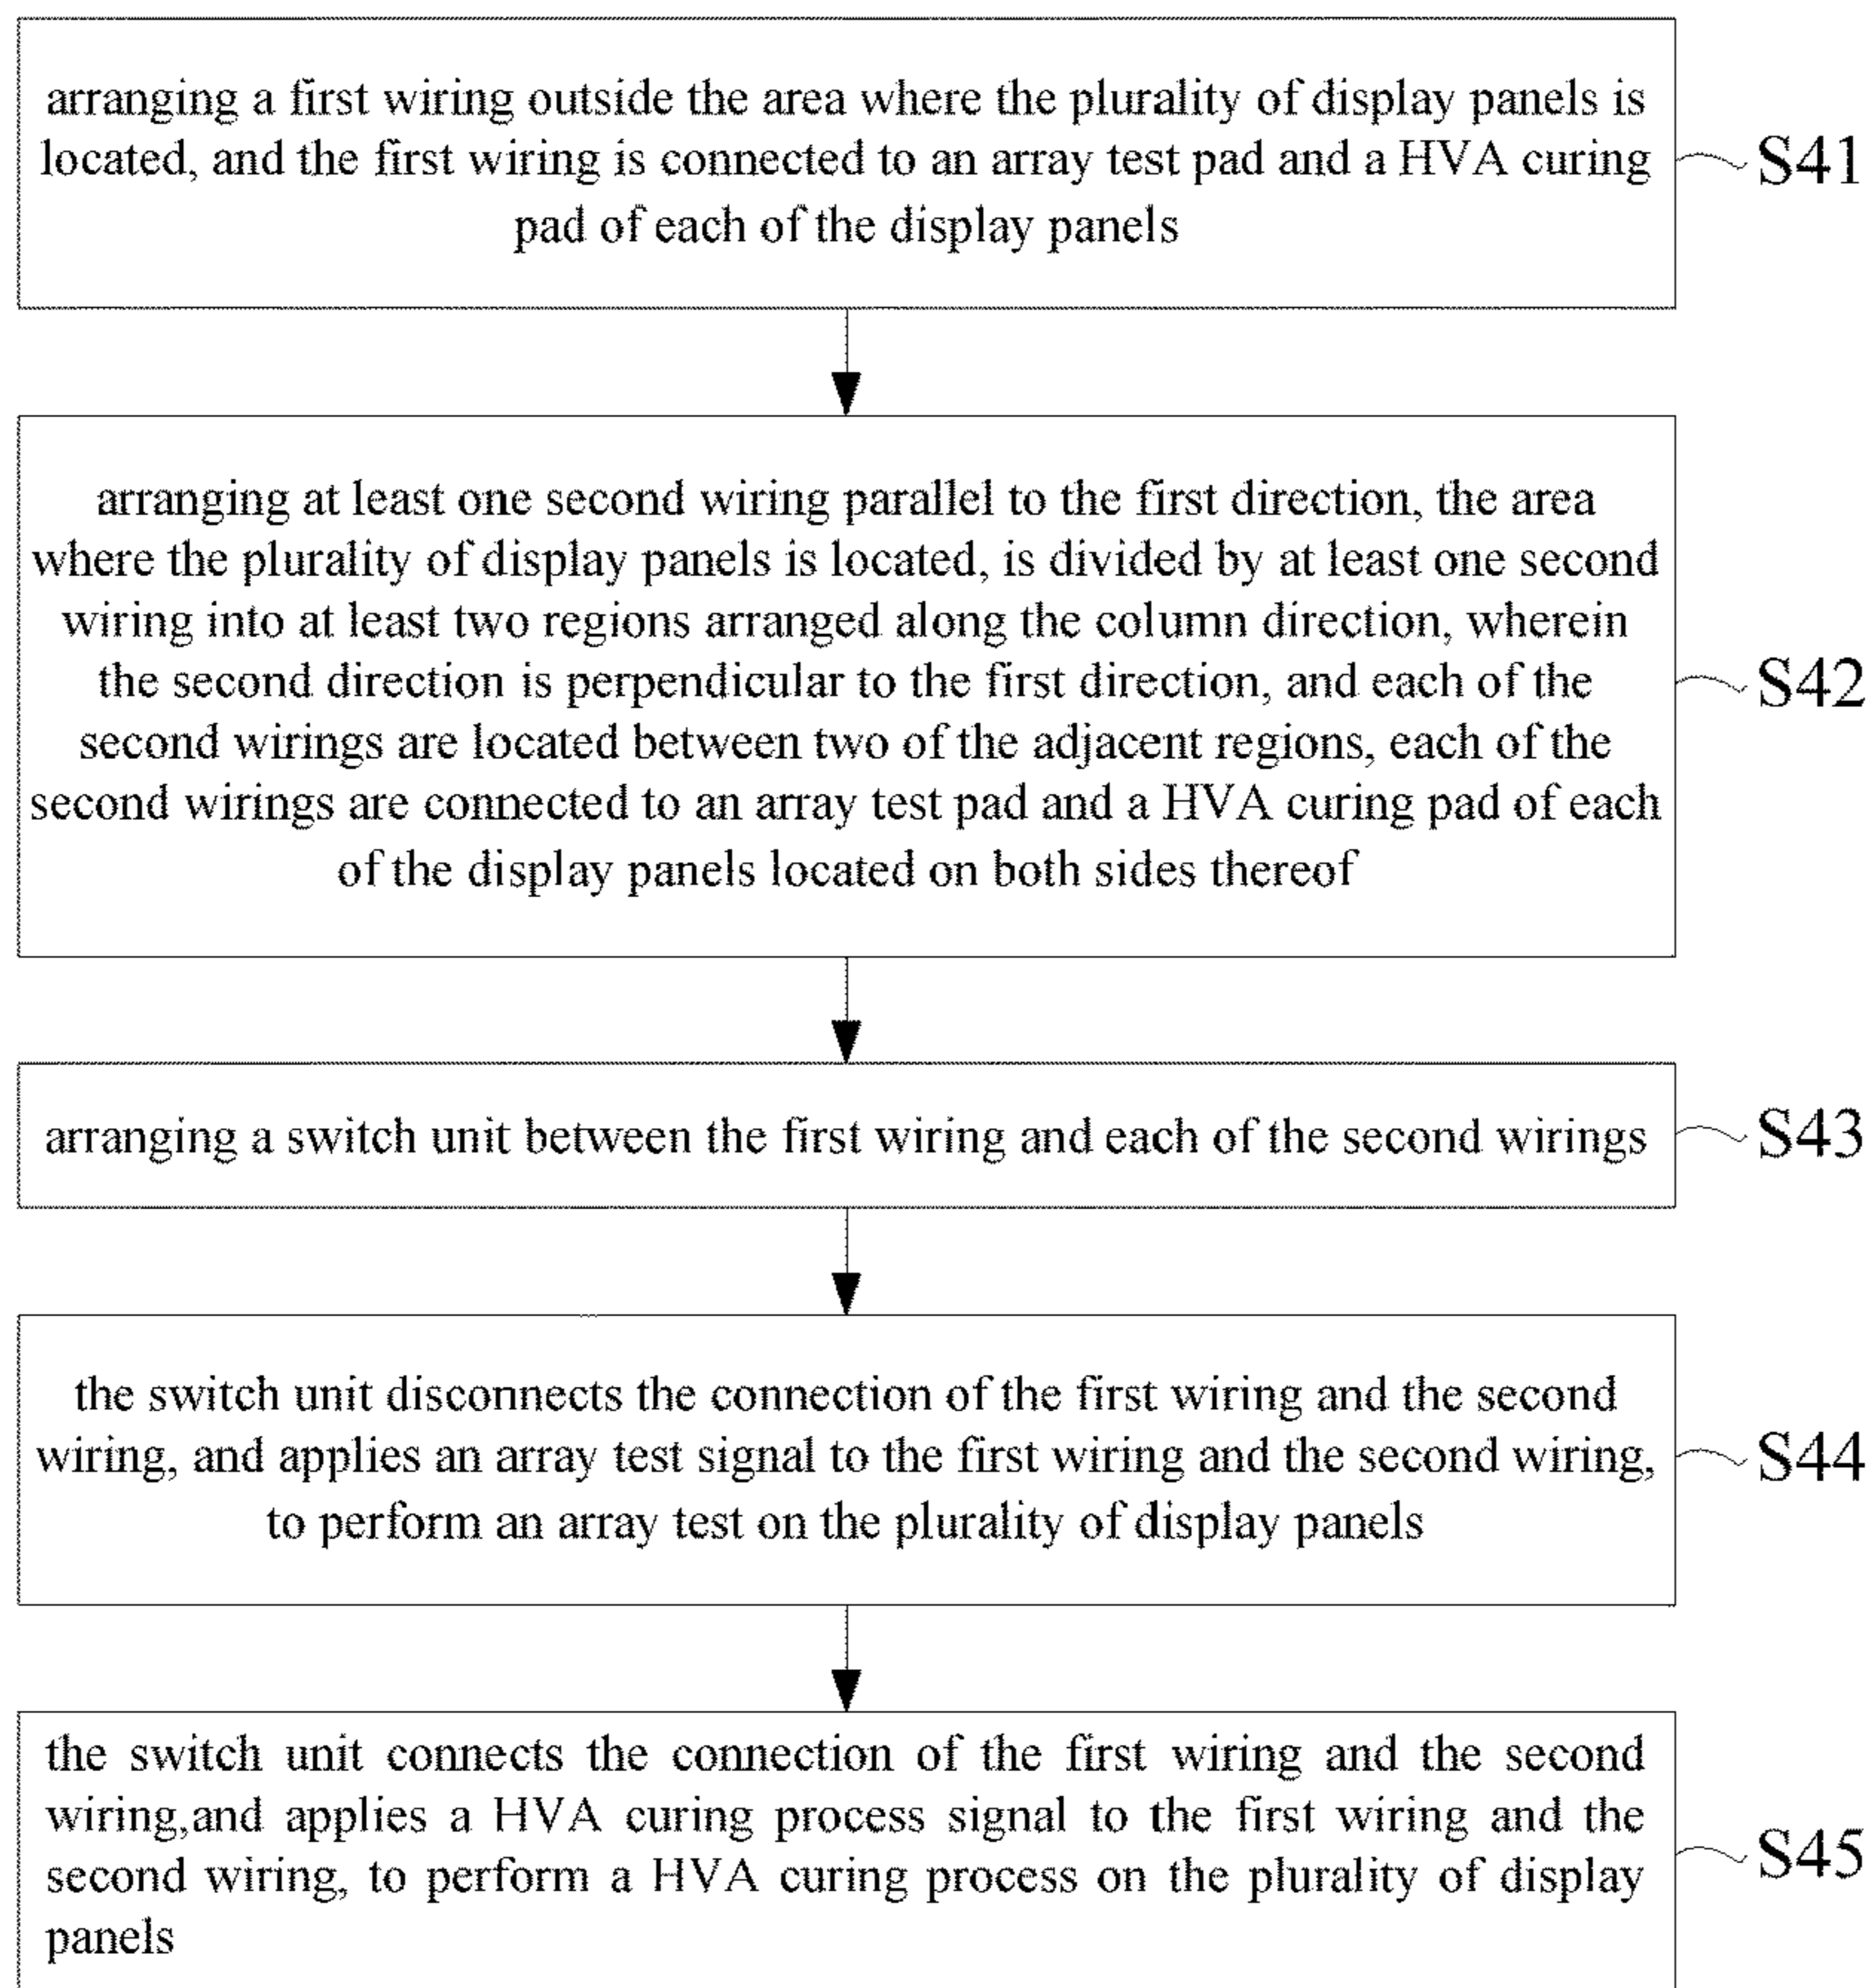 arranging a first wiring outside the area where the plurality of display panels is
located, and the first wiring is connected to an array test pad and a HVA curing
pad of each of the display panels
S41
arranging at least one second wiring parallel to the first direction, the area
where the plurality of display panels is located, is divided by at least one second
wiring into at least two regions arranged along the column direction, wherein
the second direction is perpendicular to the first direction, and each of the
second wirings are located between two of the adjacent regions, each of the
second wirings are connected to an array test pad and a HVA curing pad of each
of the display panels located on both sides thereof
S42
arranging a switch unit between the first wiring and each of the second wirings
S43
the switch unit disconnects the connection of the first wiring and the second
wiring, and applies an array test signal to the first wiring and the second wiring,
to perform an array test on the plurality of display panels
S44
the switch unit connects the connection of the first wiring and the second
wiring,and applies a HVA curing process signal to the first wiring and the
second wiring, to perform a HVA curing process on the plurality of display
panels
S45